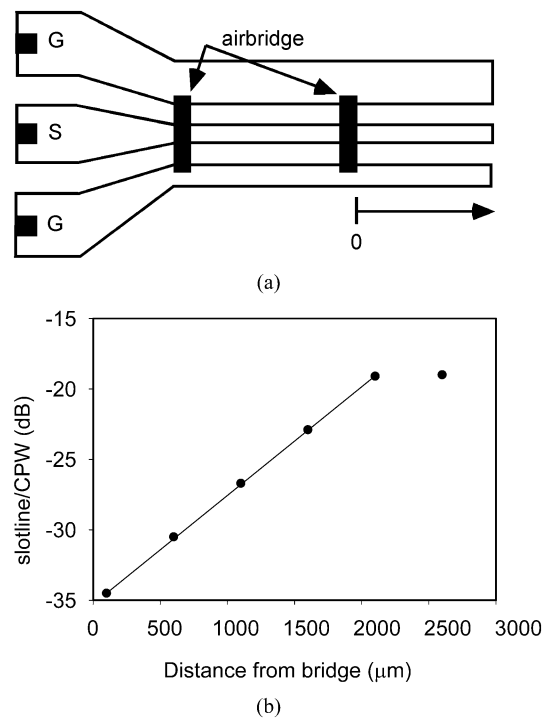 G
airbridge
S
G
0
(a)
-15
-20
-25
-30
-35
slotline/CPW (dB)
0 500 1000 1500 2000 2500 3000
Distance from bridge (μm)
(b)